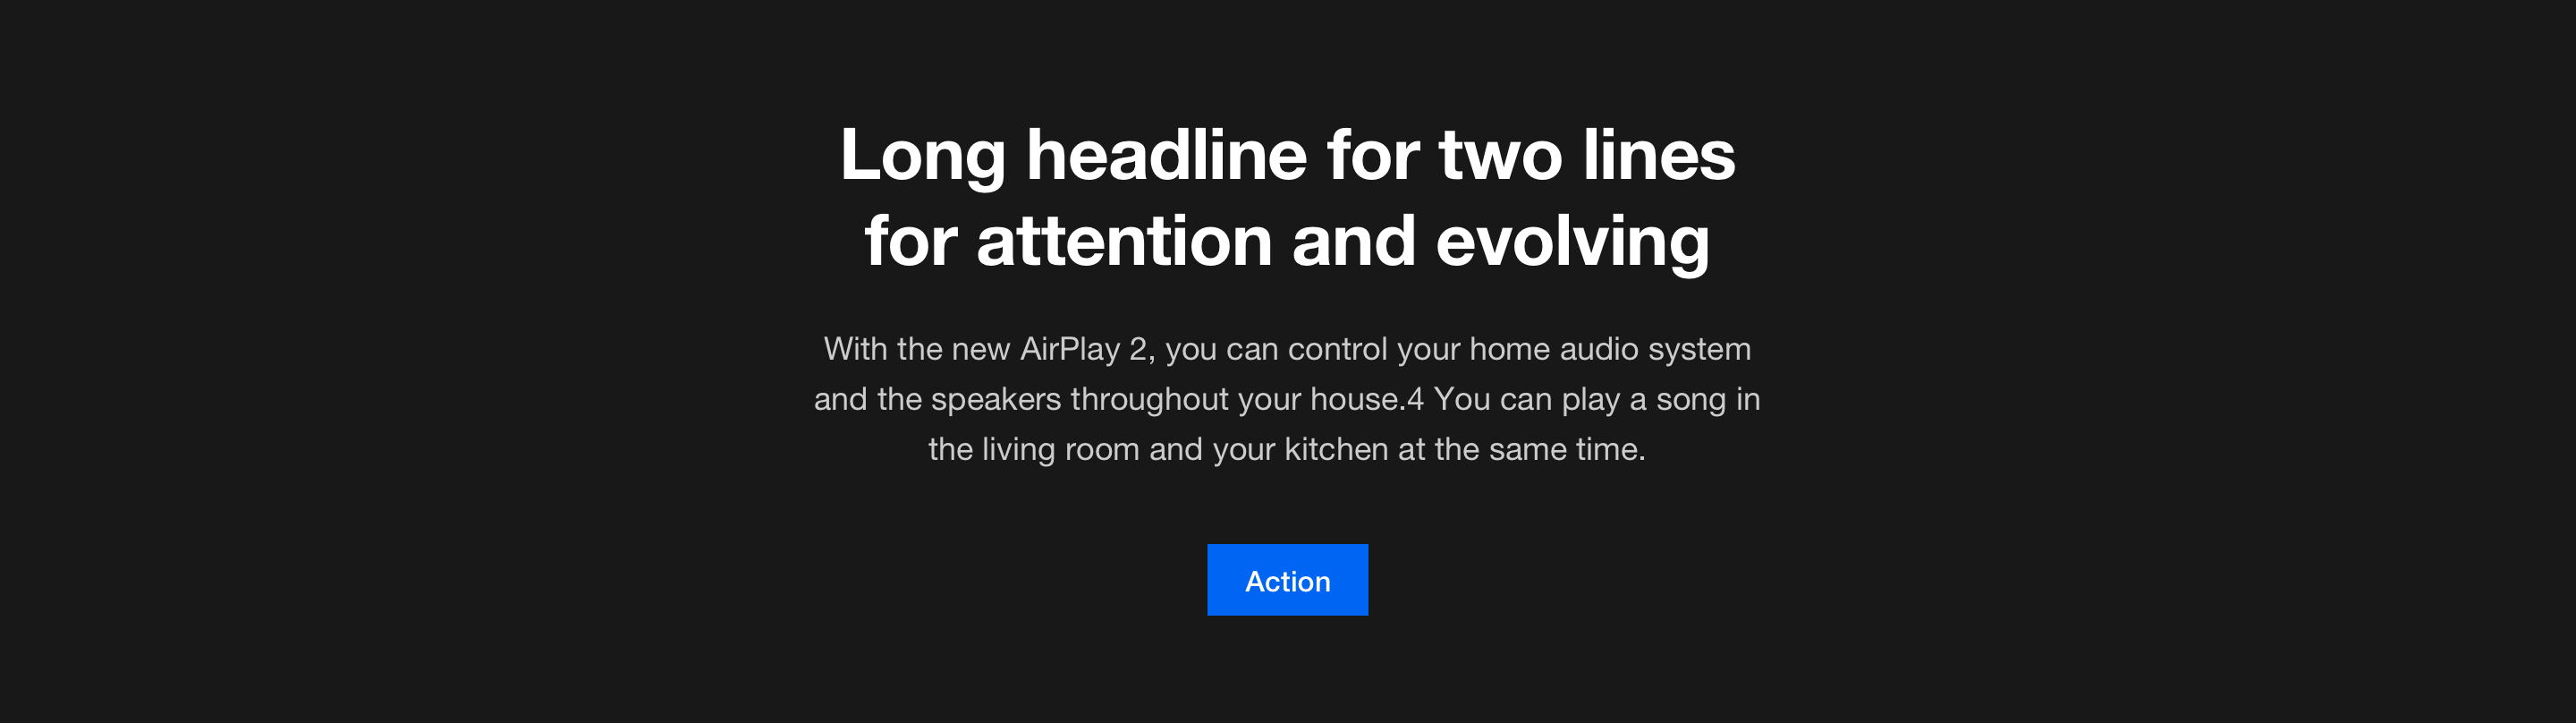 Long headline for two lines
for attention and evolving
With the new AirPlay 2, you can control your home audio system
and the speakers throughout your house.4 You can play a song in
the living room and your kitchen at the same time.
Action